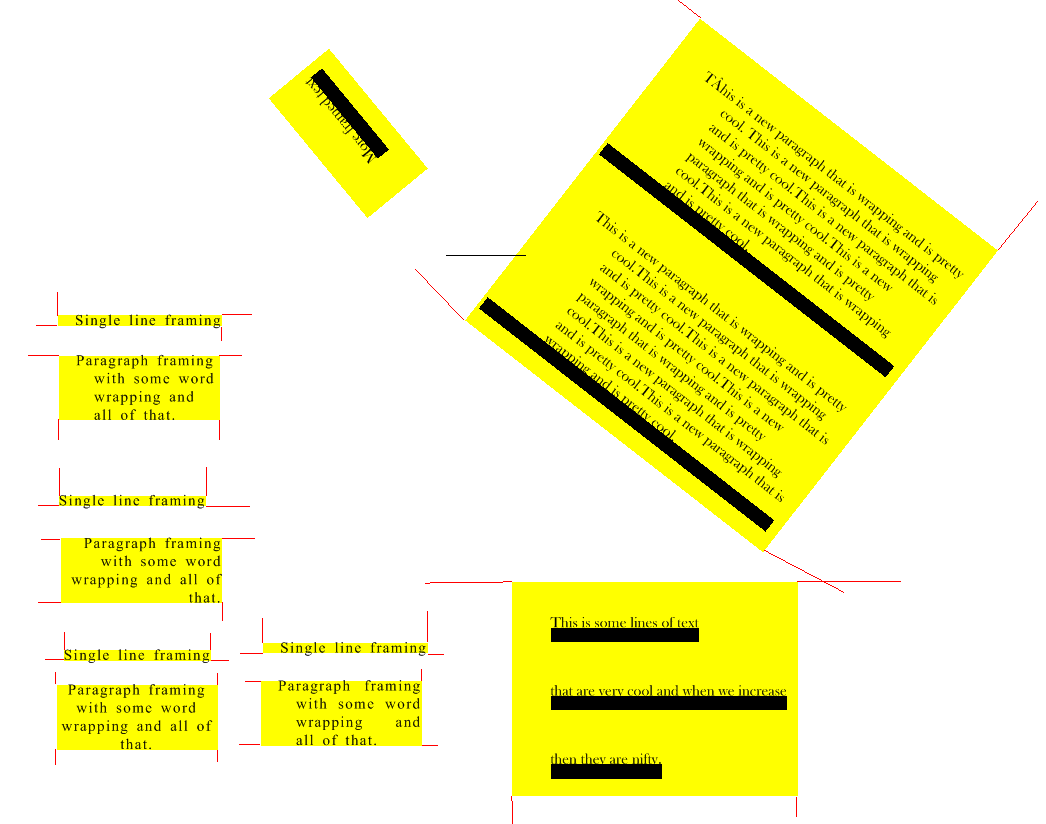 More framed text
TÂhis is a new paragraph that is wrapping and is pretty
cool. This is a new paragraph that is wrapping
and is pretty cool.This is a new paragraph that is
wrapping and is pretty cool.This is a new
paragraph that is wrapping and is pretty
cool.This is a new paragraph that is wrapping
and is pretty cool.
This is a new paragraph that is wrapping and is pretty
cool.This is a new paragraph that is wrapping
and is pretty cool.This is a new paragraph that is
wrapping and is pretty cool.This is a new
paragraph that is wrapping and is pretty
cool.This is a new paragraph that is wrapping
and is pretty cool.This is a new paragraph that is
wrapping and is pretty cool.
Single line framing
Paragraph framing
with some word
wrapping and
all of that.
Single line framing
Paragraph framing
with some word
wrapping and all of
that.
Single line framing
Paragraph framing
with some word
wrapping and all of
that.
Single line framing
Paragraph framing
with some word
wrapping and
all of that.
This is some lines of text
that are very cool and when we increase
then they are nifty.